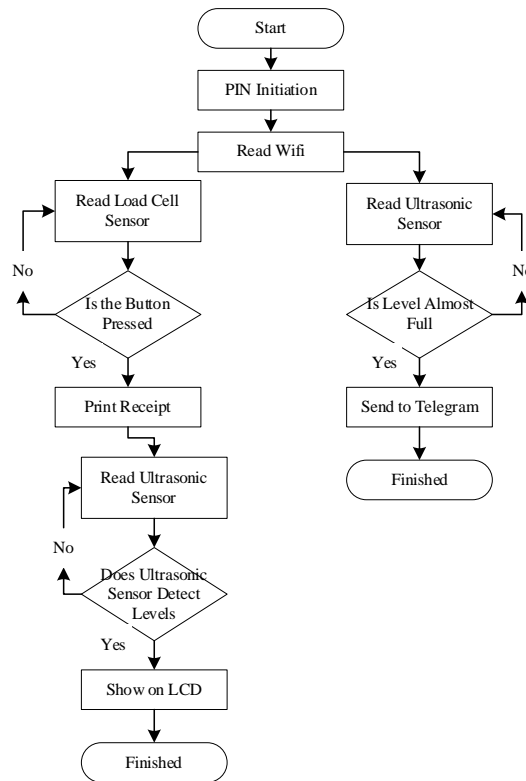 Start
PIN Initiation
Read Wifi
Read Load Cell
Sensor
No
Is the Button
Pressed
Yes
Print Receipt
Read Ultrasonic
Sensor
No
Does Ultrasonic
Sensor Detect
Levels
Yes
Show on LCD
Finished
Read Ultrasonic
Sensor
No
Is Level Almost
Full
Yes
Send to Telegram
Finished